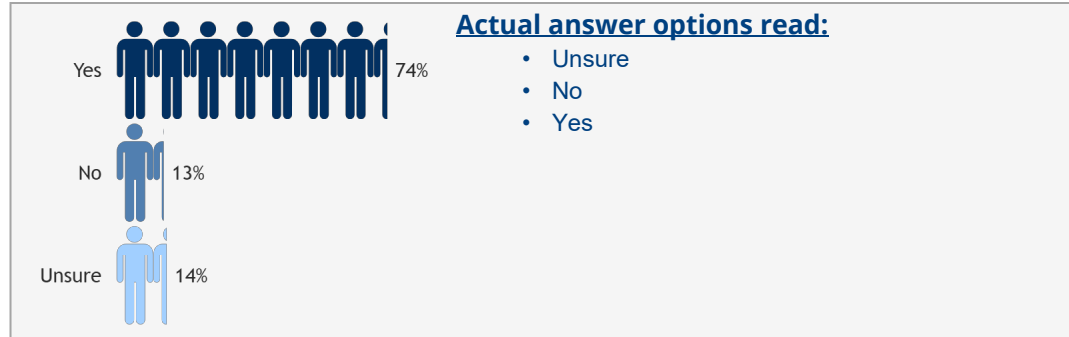 Yes 74%
No 13%
Unsure 14%
Actual answer options read:
• Unsure
• No
• Yes